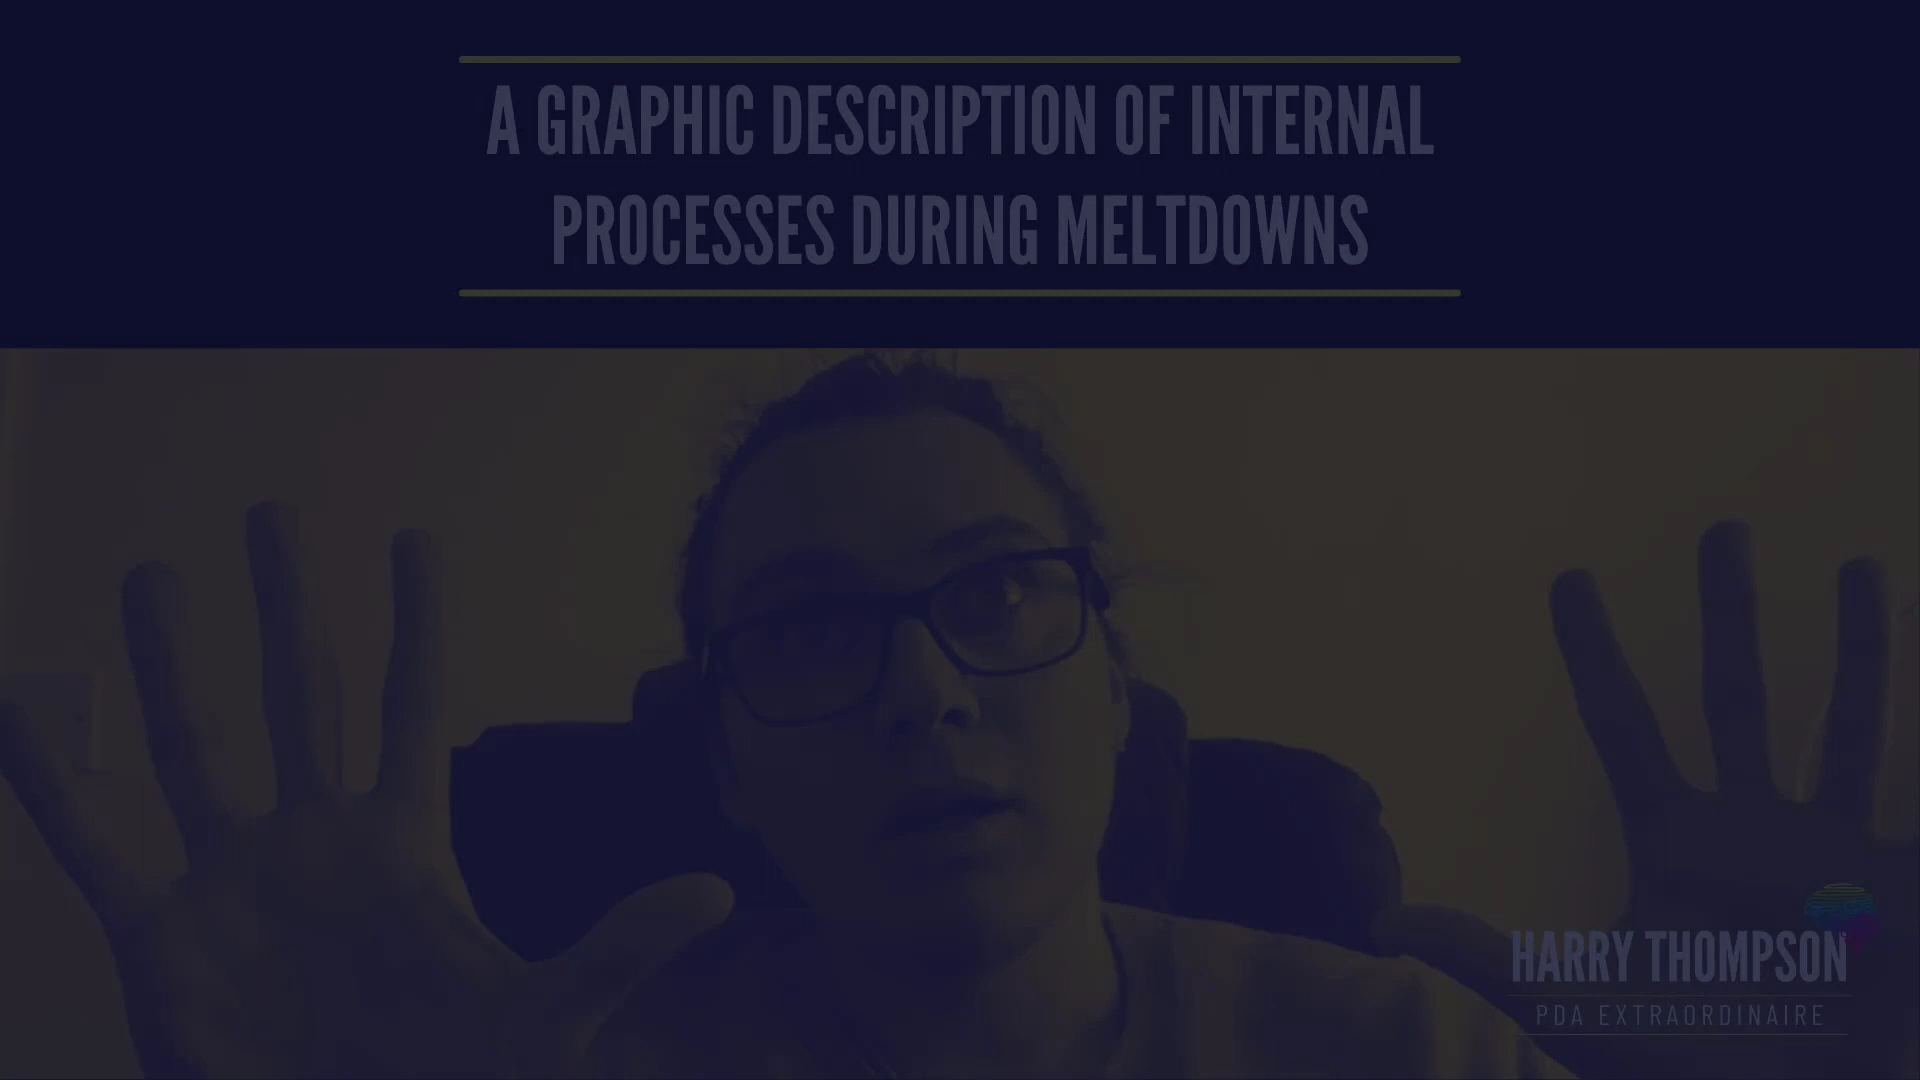 A GRAPHIC DESCRIPTION OF INTERNAL
PROCESSES DURING MELTDOWNS
HARRY THOMPSON
PDA EXTRAORDINAIRE